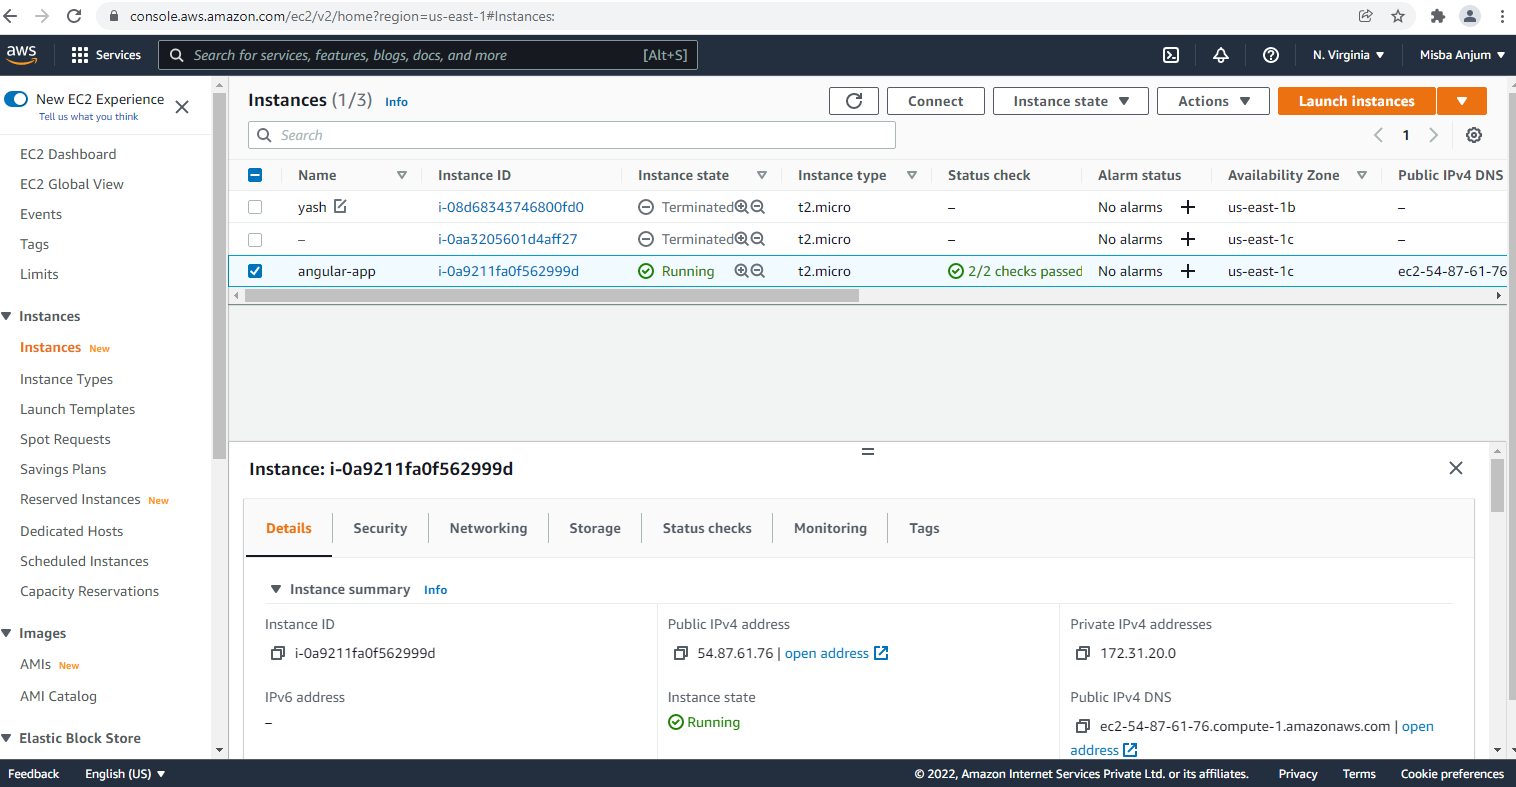 console.aws.amazon.com/ec2/v2/home?region=us-east-1#Instances:
aws Services Search for services, features, blogs, docs, and more [Alt+S] N. Virginia ▼ Misba Anjum ▼
New EC2 Experience
Tell us what you think
EC2 Dashboard
EC2 Global View
Events
Tags
Limits
Instances
Instances New
Instance Types
Launch Templates
Spot Requests
Savings Plans
Reserved Instances New
Dedicated Hosts
Scheduled Instances
Capacity Reservations
Images
AMIs New
AMI Catalog
Elastic Block Store
Instances (1/3) Info Connect Instance state ▼ Actions ▼ Launch instances ▼
Search 1
Name Instance ID Instance state Instance type Status check Alarm status Availability Zone Public IPv4 DNS
yash i-08d68343746800fd0 Terminated t2.micro – No alarms + us-east-1b –
– i-0aa3205601d4aff27 Terminated t2.micro – No alarms + us-east-1c –
angular-app i-0a9211fa0f562999d Running t2.micro 2/2 checks passed No alarms + us-east-1c ec2-54-87-61-76
Instance: i-0a9211fa0f562999d
Details Security Networking Storage Status checks Monitoring Tags
▼ Instance summary Info
Instance ID Public IPv4 address Private IPv4 addresses
i-0a9211fa0f562999d 54.87.61.76 | open address 172.31.20.0
IPv6 address Instance state Public IPv4 DNS
– Running ec2-54-87-61-76.compute-1.amazonaws.com | open
address
Feedback English (US) ▼ © 2022, Amazon Internet Services Private Ltd. or its affiliates. Privacy Terms Cookie preferences